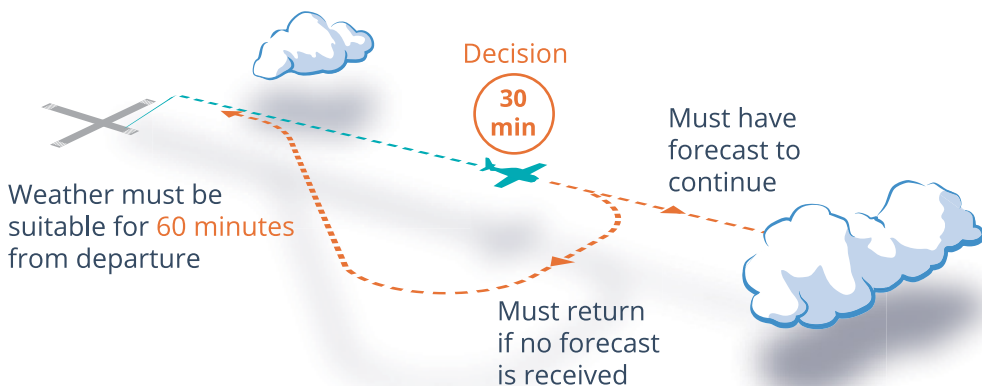 Decision
30
min
Must have
forecast to
continue
Weather must be
suitable for 60 minutes
from departure
Must return
if no forecast
is received